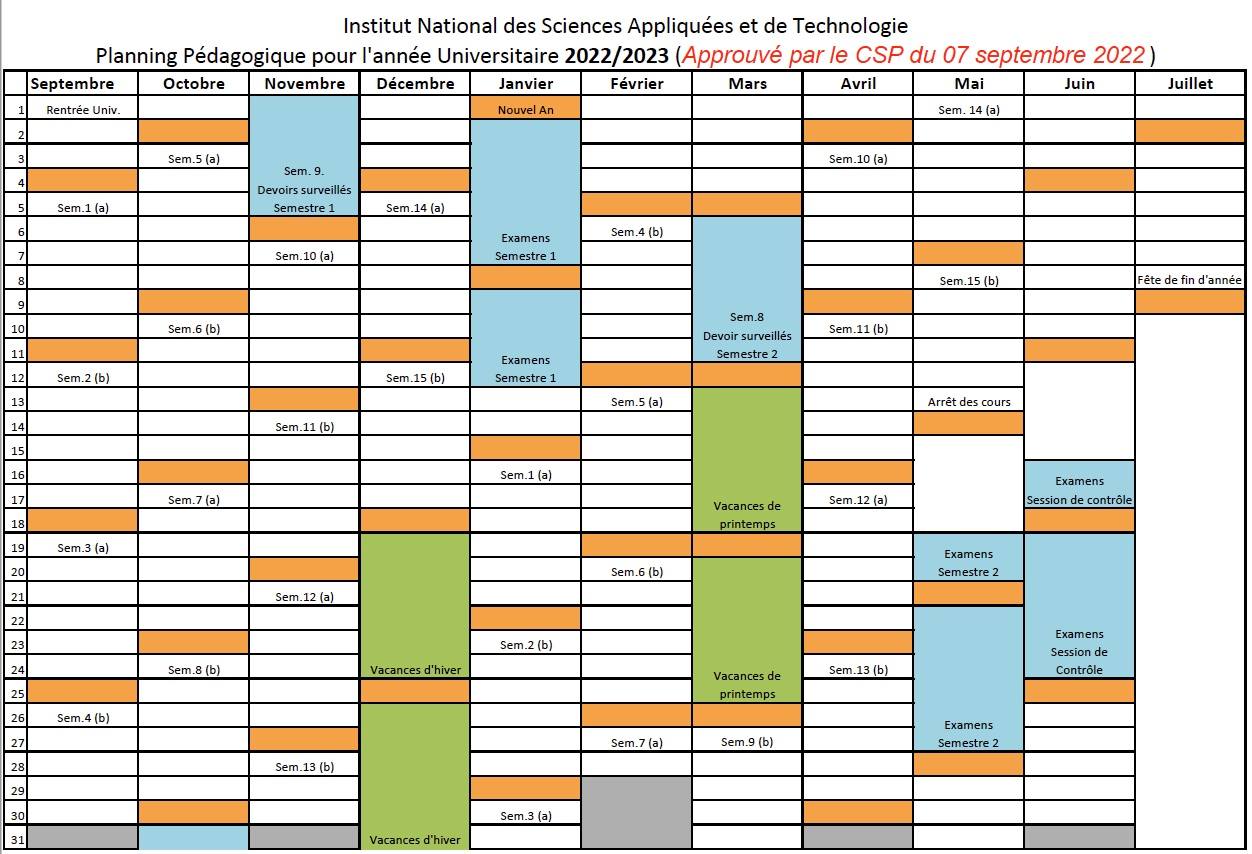 Institut National des Sciences Appliquées et de Technologie
Planning Pédagogique pour l'année Universitaire 2022/2023 (Approuvé par le CSP du 07 septembre 2022 )
Septembre Octobre Novembre Décembre Janvier Février Mars Avril Mai Juin Juillet
1 Rentrée Univ. Nouvel An Sem. 14 (a)
2
3 Sem.5 (a) Sem.10 (a)
4 Sem. 9.
Devoirs surveillés
5 Sem.1 (a) Semestre 1 Sem.14 (a)
6 Sem.4 (b)
Examens
7 Sem.10 (a) Semestre 1
8 Sem.15 (b) Fête de fin d'année
9
10 Sem.6 (b) Sem.8 Sem.11 (b)
Devoir surveillés
11 Examens Semestre 2
12 Sem.2 (b) Sem.15 (b) Semestre 1
13 Sem.5 (a) Arrêt des cours
14 Sem.11 (b)
15
16 Sem.7 (a) Sem.1 (a) Examens
17 Sem.7 (a) Sem.12 (a) Session de contrôle
Vacances de
18 printemps
19 Sem.3 (a) Examens
20 Sem.6 (b) Semestre 2
21 Sem.12 (a)
22
23 Sem.2 (b) Examens
Session de
24 Sem.8 (b) Vacances d'hiver Sem.13 (b) Contrôle
Vacances de
25 printemps
26 Sem.4 (b) Examens
27 Sem.7 (a) Sem.9 (b) Semestre 2
28 Sem.13 (b)
29
30 Sem.3 (a)
31 Vacances d'hiver